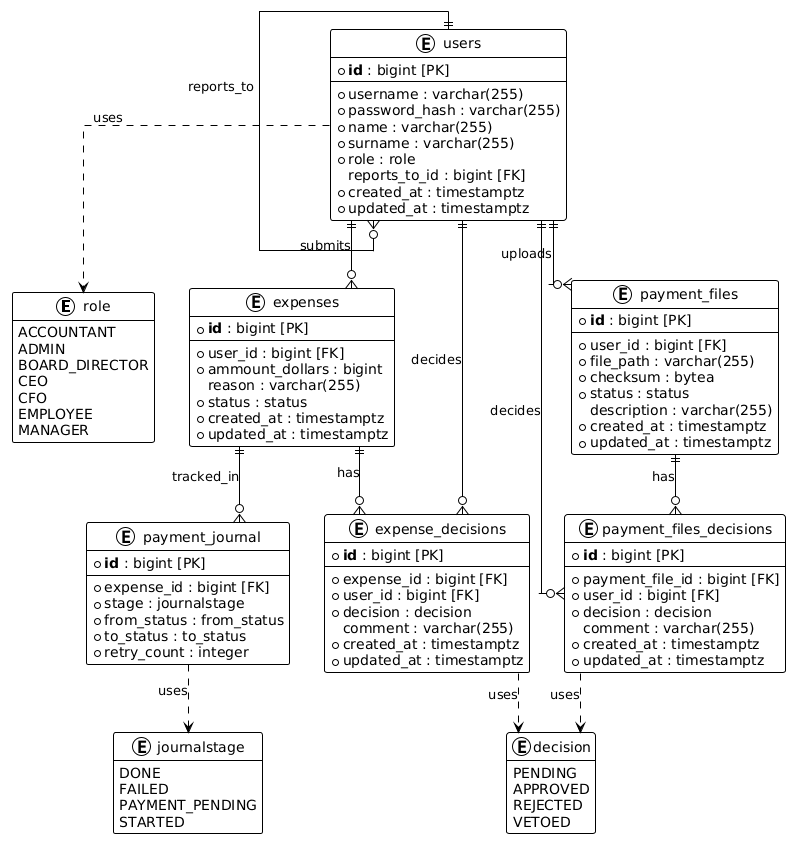 E users
id : bigint [PK]
username : varchar(255)
password_hash : varchar(255)
name : varchar(255)
surname : varchar(255)
role : role
reports_to_id : bigint [FK]
created_at : timestamptz
updated_at : timestamptz
reports_to
uses
submits
uploads
decides
decides
E role
ACCOUNTANT
ADMIN
BOARD_DIRECTOR
CEO
CFO
EMPLOYEE
MANAGER
E expenses
id : bigint [PK]
user_id : bigint [FK]
ammount_dollars : bigint
reason : varchar(255)
status : status
created_at : timestamptz
updated_at : timestamptz
E payment_files
id : bigint [PK]
user_id : bigint [FK]
file_path : varchar(255)
checksum : bytea
status : status
description : varchar(255)
created_at : timestamptz
updated_at : timestamptz
tracked_in
has
has
E payment_journal
id : bigint [PK]
expense_id : bigint [FK]
stage : journalstage
from_status : from_status
to_status : to_status
retry_count : integer
E expense_decisions
id : bigint [PK]
expense_id : bigint [FK]
user_id : bigint [FK]
decision : decision
comment : varchar(255)
created_at : timestamptz
updated_at : timestamptz
E payment_files_decisions
id : bigint [PK]
payment_file_id : bigint [FK]
user_id : bigint [FK]
decision : decision
comment : varchar(255)
created_at : timestamptz
updated_at : timestamptz
uses
uses
uses
E journalstage
DONE
FAILED
PAYMENT_PENDING
STARTED
E decision
PENDING
APPROVED
REJECTED
VETOED